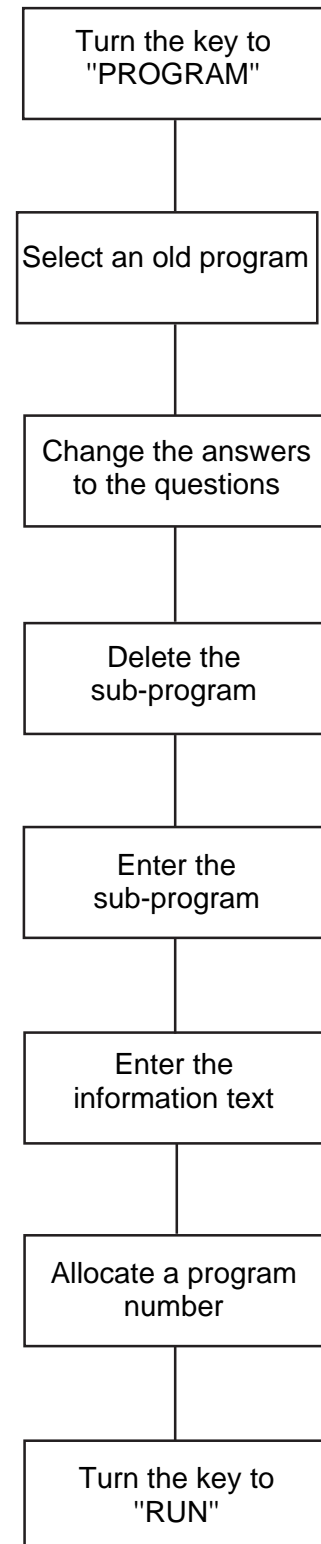 Turn the key to
"PROGRAM"
Select an old program
Change the answers
to the questions
Delete the
sub-program
Enter the
sub-program
Enter the
information text
Allocate a program
number
Turn the key to
"RUN"